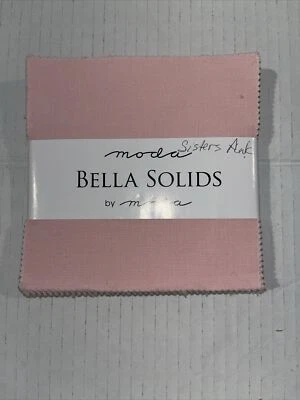 moda Sisters Pink
BELLA SOLIDS
by moda